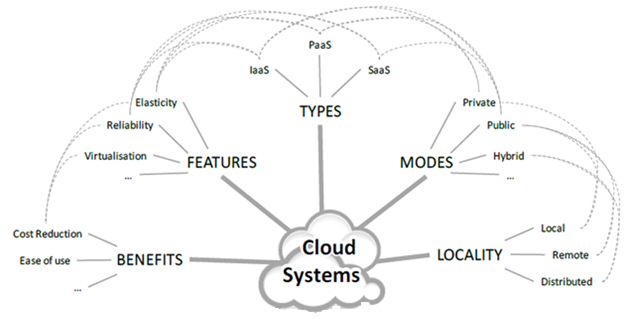 PaaS
IaaS
SaaS
TYPES
Elasticity
Reliability
Virtualisation
...
FEATURES
Private
Public
Hybrid
...
MODES
Cost Reduction
Ease of use
...
BENEFITS
Cloud
Systems
LOCALITY
Local
Remote
Distributed